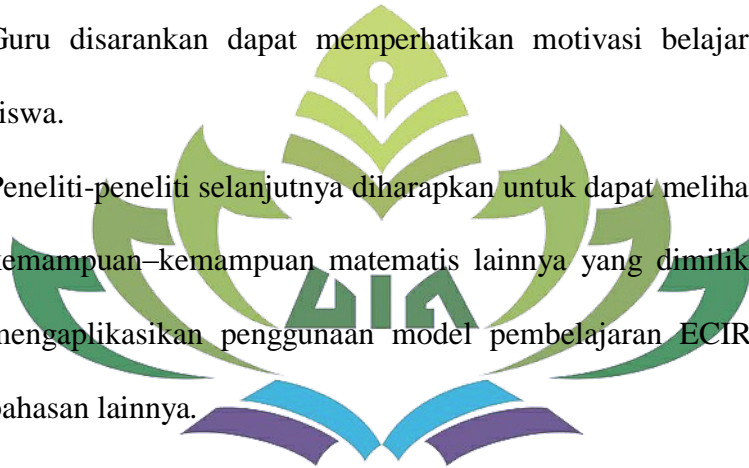 Guru disarankan dapat memperhatikan motivasi belajar
iswa.
Peneliti-peneliti selanjutnya diharapkan untuk dapat meliha
kemampuan–kemampuan matematis lainnya yang dimilik
mengaplikasikan penggunaan model pembelajaran ECIR
bahasan lainnya.